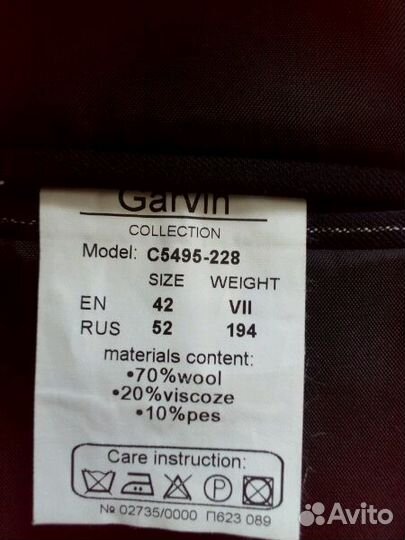 Garvin
COLLECTION
Model: C5495-228
SIZE WEIGHT
EN 42 VII
RUS 52 194
materials content:
•70%wool
•20%viscoze
•10%pes
Care instruction:
P
№ 02735/0000 П623 089
Avito